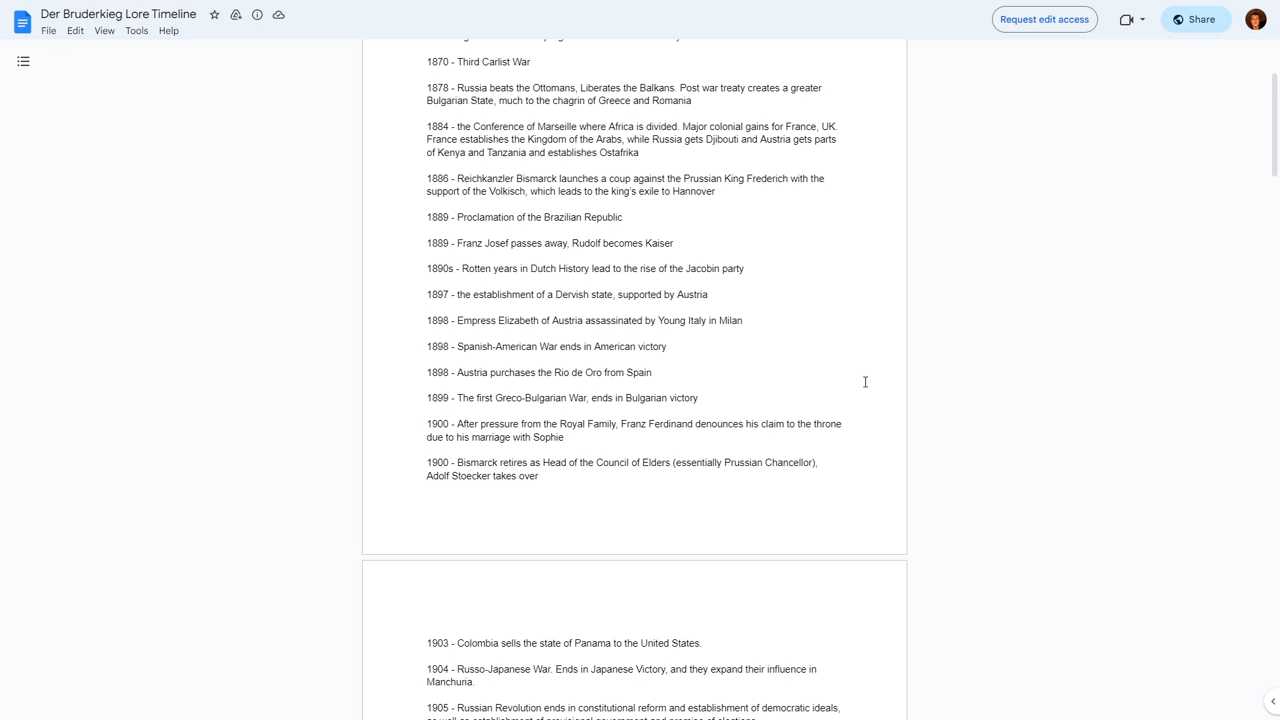 Der Bruderkieg Lore Timeline
File Edit View Tools Help
Request edit access
Share
1870 - Third Carlist War
1878 - Russia beats the Ottomans, Liberates the Balkans. Post war treaty creates a greater
Bulgarian State, much to the chagrin of Greece and Romania
1884 - the Conference of Marseille where Africa is divided. Major colonial gains for France, UK.
France establishes the Kingdom of the Arabs, while Russia gets Djibouti and Austria gets parts
of Kenya and Tanzania and establishes Ostafrika
1886 - Reichkanzler Bismarck launches a coup against the Prussian King Frederich with the
support of the Volkisch, which leads to the king's exile to Hannover
1889 - Proclamation of the Brazilian Republic
1889 - Franz Josef passes away, Rudolf becomes Kaiser
1890s - Rotten years in Dutch History lead to the rise of the Jacobin party
1897 - the establishment of a Dervish state, supported by Austria
1898 - Empress Elizabeth of Austria assassinated by Young Italy in Milan
1898 - Spanish-American War ends in American victory
1898 - Austria purchases the Rio de Oro from Spain
1899 - The first Greco-Bulgarian War, ends in Bulgarian victory
1900 - After pressure from the Royal Family, Franz Ferdinand denounces his claim to the throne
due to his marriage with Sophie
1900 - Bismarck retires as Head of the Council of Elders (essentially Prussian Chancellor),
Adolf Stoecker takes over
1903 - Colombia sells the state of Panama to the United States.
1904 - Russo-Japanese War. Ends in Japanese Victory, and they expand their influence in
Manchuria.
1905 - Russian Revolution ends in constitutional reform and establishment of democratic ideals,
as well as establishment of provisional government and promise of elections